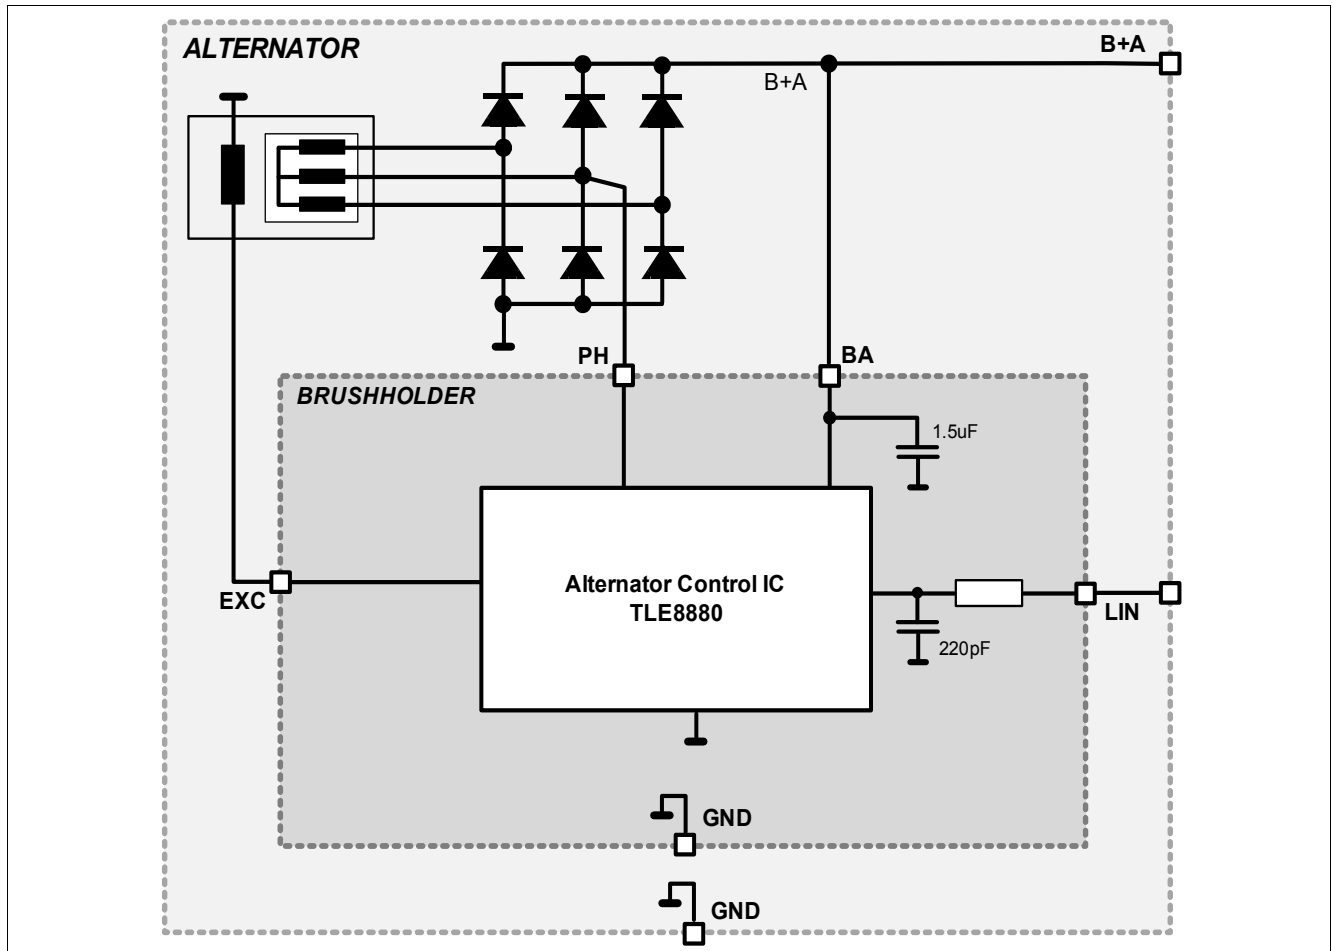 ALTERNATOR
B+A
B+A
PH
BA
BRUSHHOLDER
1.5uF
Alternator Control IC
TLE8880
EXC
LIN
220pF
GND
GND